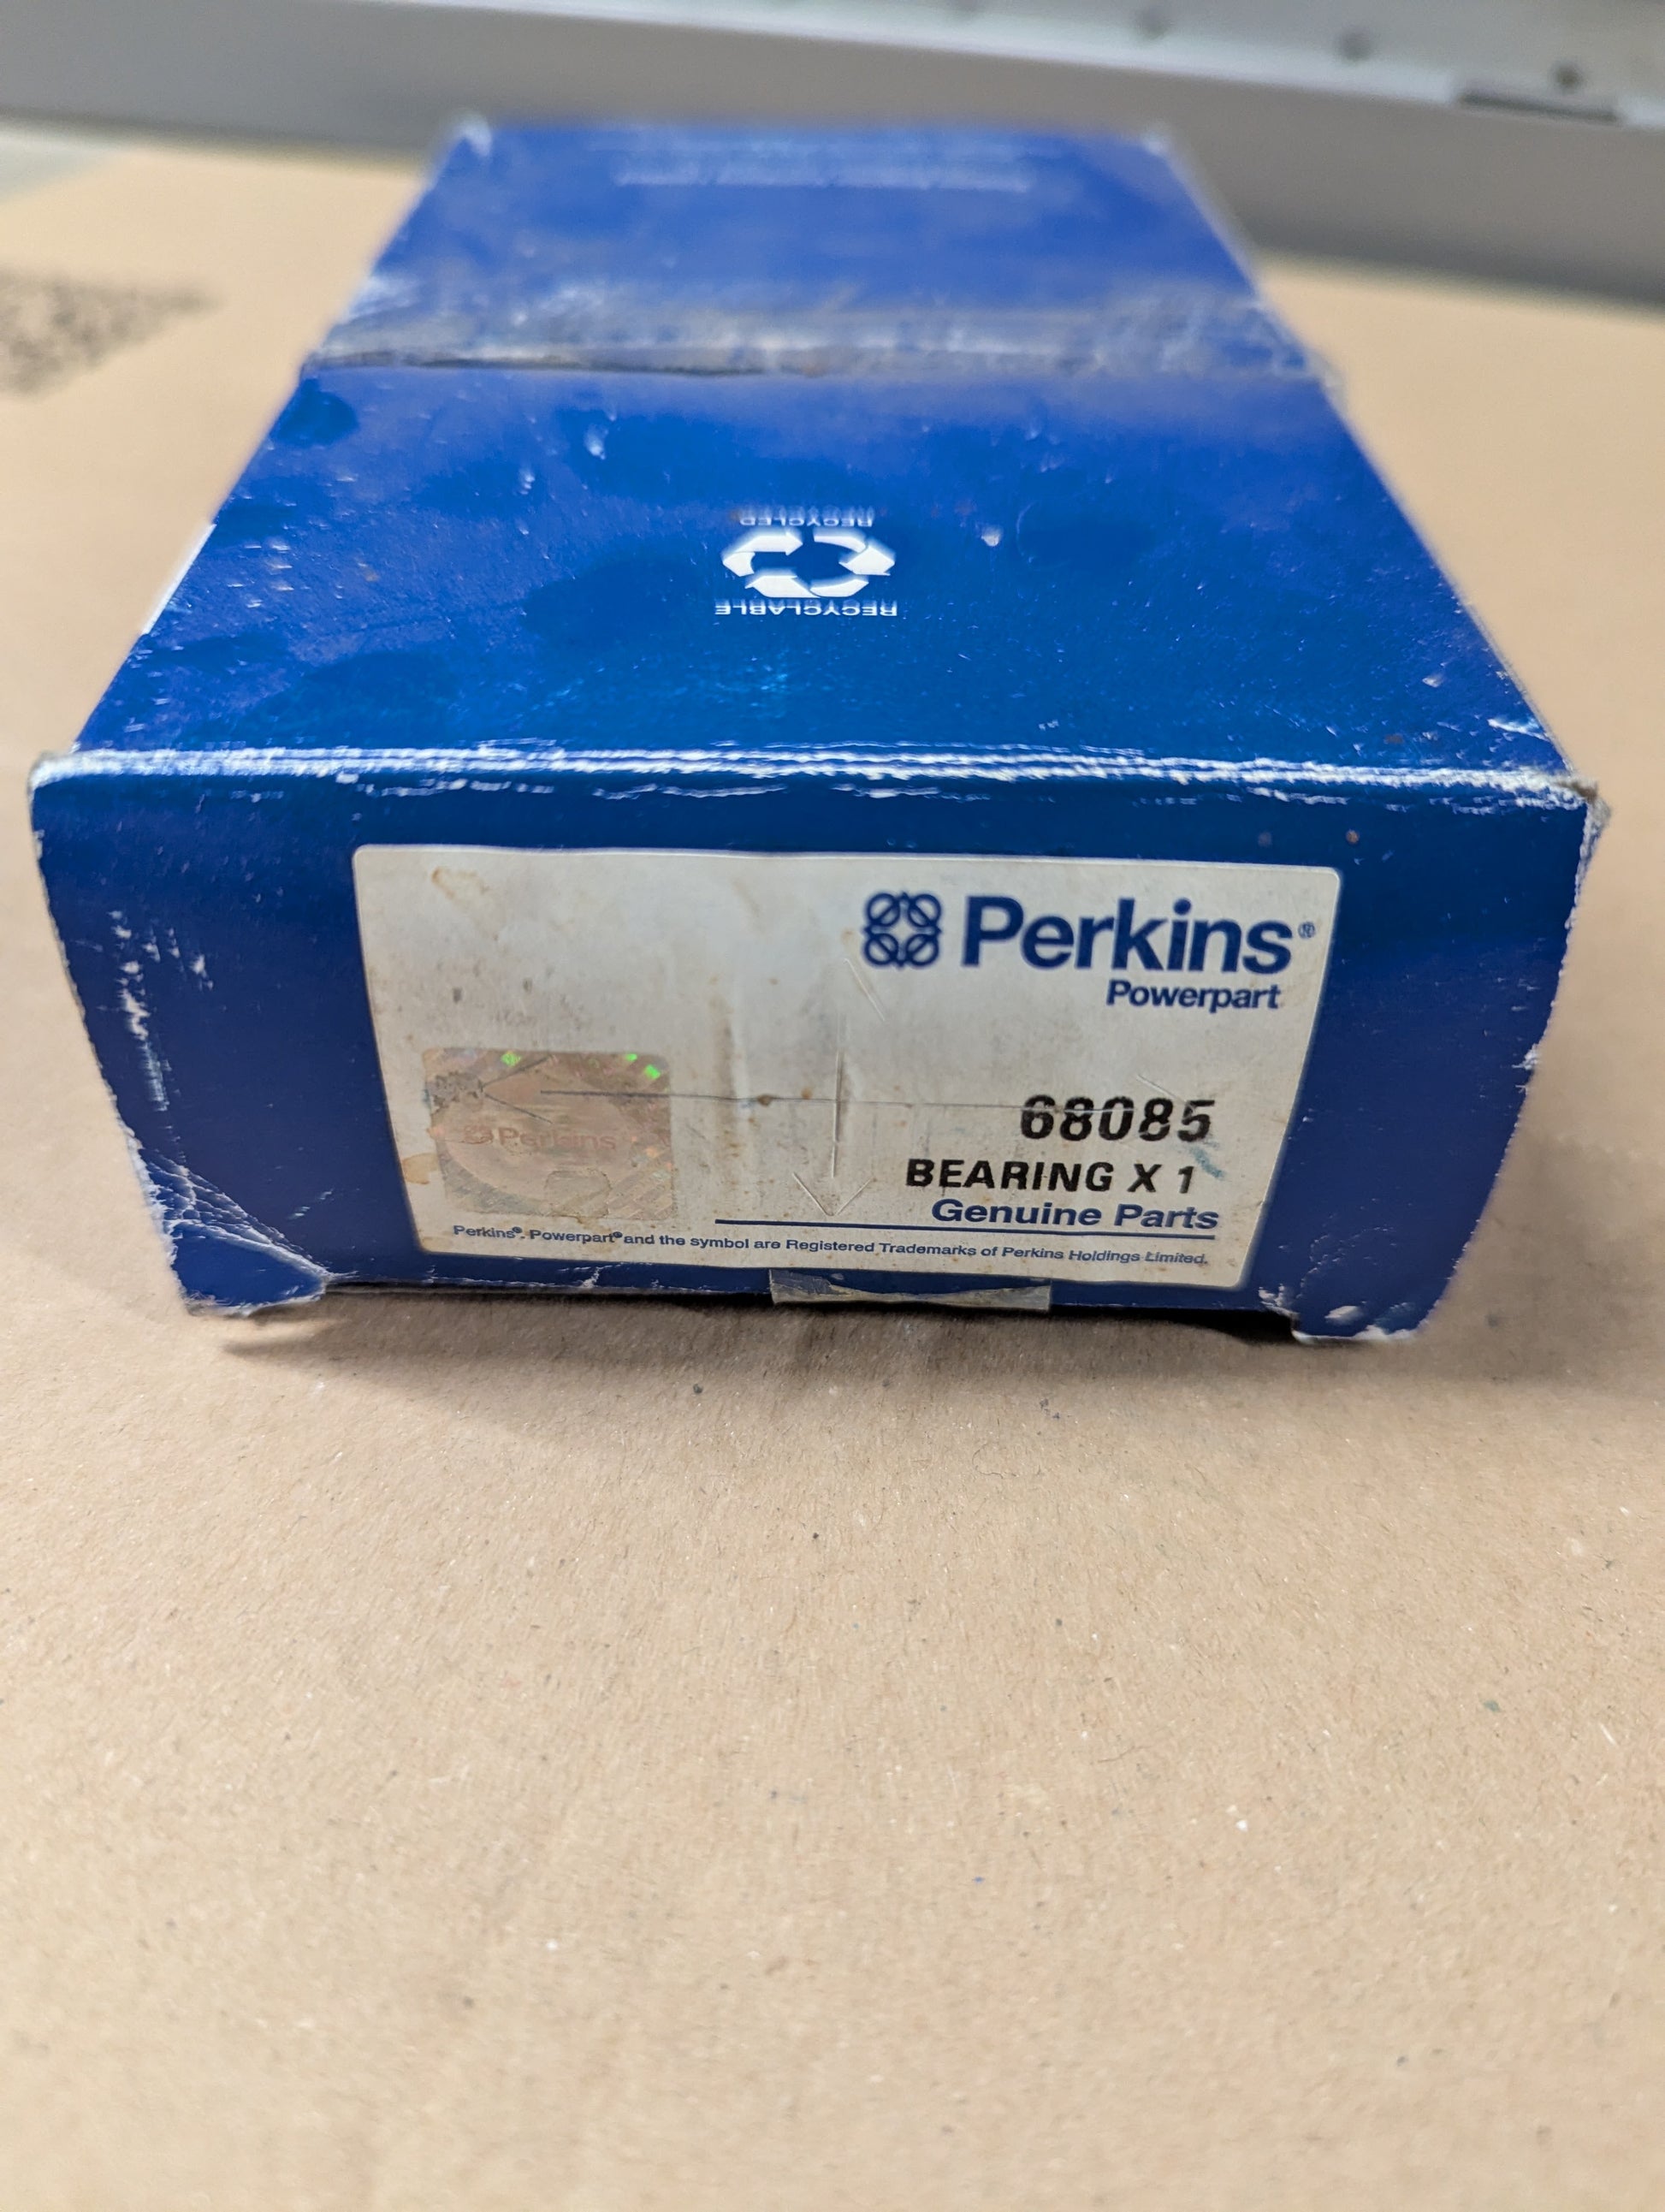 RECYCLED
RECYCLABLE
Perkins®
Powerpart
Perkins
68085
BEARING X 1
Genuine Parts
Perkins®, Powerpart® and the symbol are Registered Trademarks of Perkins Holdings Limited.